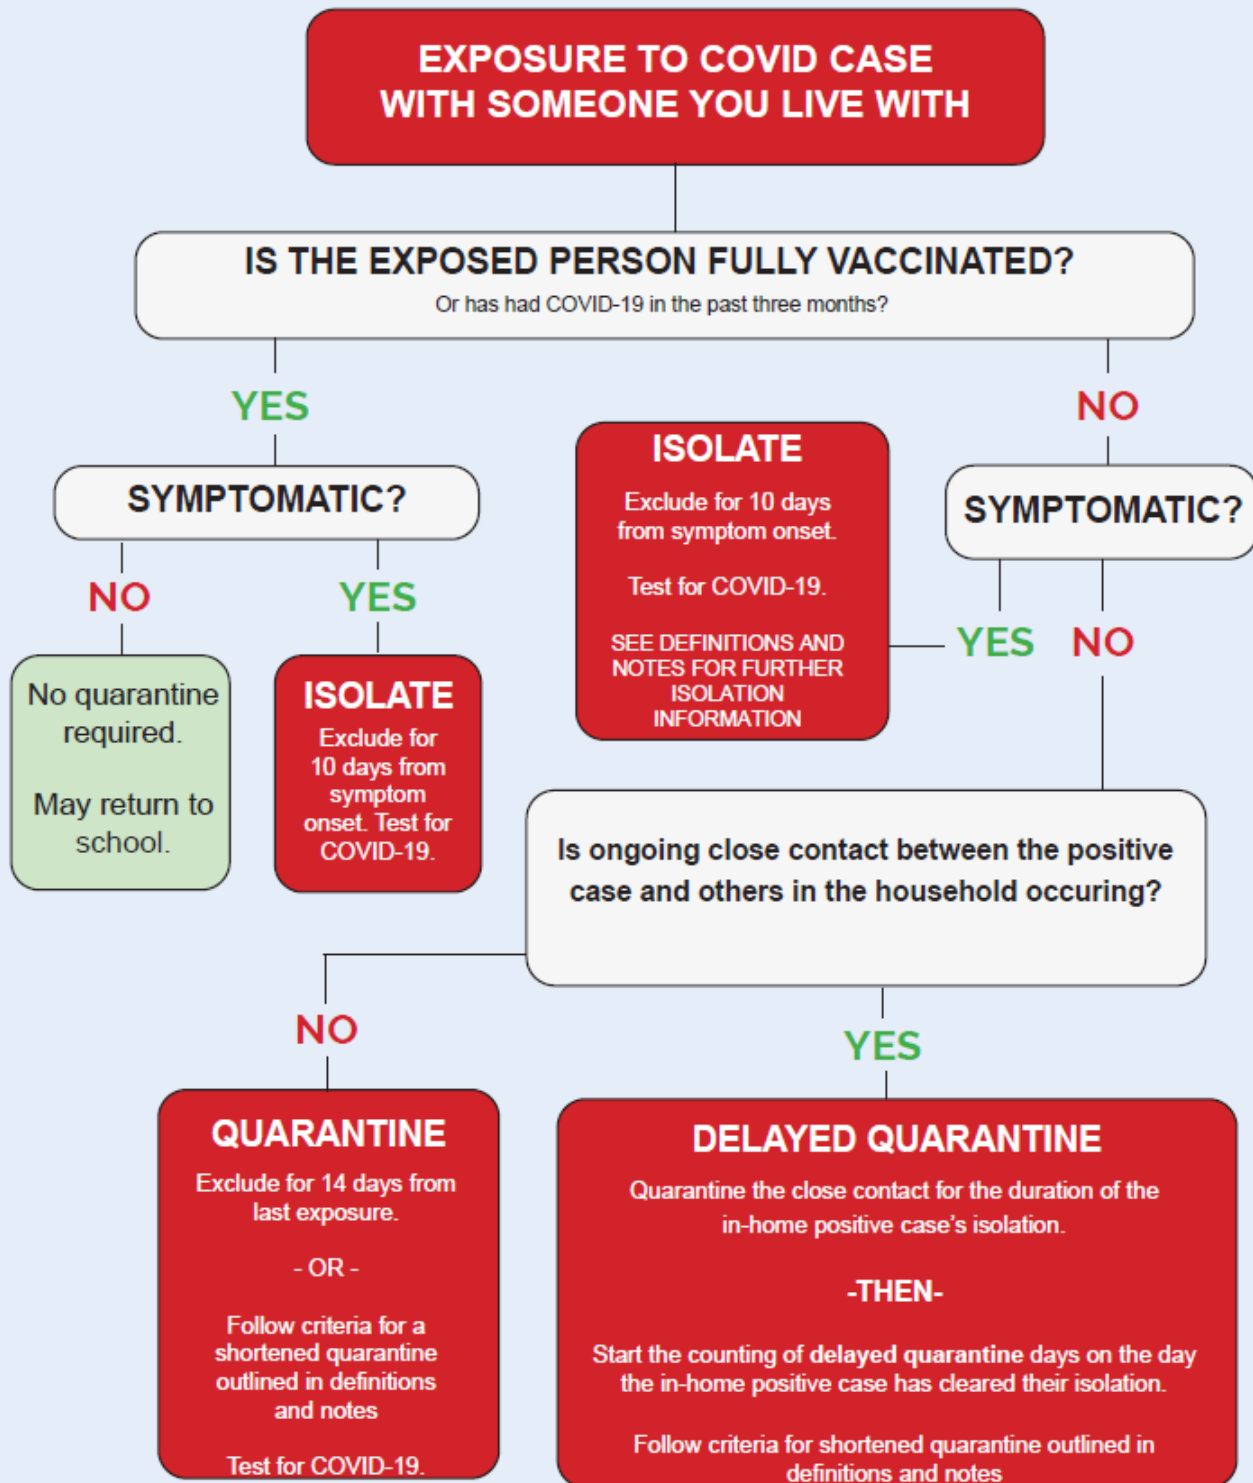 EXPOSURE TO COVID CASE
WITH SOMEONE YOU LIVE WITH
IS THE EXPOSED PERSON FULLY VACCINATED?
Or has had COVID-19 in the past three months?
YES
NO
SYMPTOMATIC?
NO
YES
No quarantine
required.
May return to
school.
ISOLATE
Exclude for
10 days from
symptom
onset. Test for
COVID-19.
ISOLATE
Exclude for 10 days
from symptom onset.
Test for COVID-19.
SEE DEFINITIONS AND
NOTES FOR FURTHER
ISOLATION
INFORMATION
SYMPTOMATIC?
YES
NO
Is ongoing close contact between the positive
case and others in the household occuring?
NO
YES
QUARANTINE
Exclude for 14 days from
last exposure.
- OR -
Follow criteria for a
shortened quarantine
outlined in definitions
and notes
Test for COVID-19.
DELAYED QUARANTINE
Quarantine the close contact for the duration of the
in-home positive case's isolation.
-THEN-
Start the counting of delayed quarantine days on the day
the in-home positive case has cleared their isolation.
Follow criteria for shortened quarantine outlined in
definitions and notes